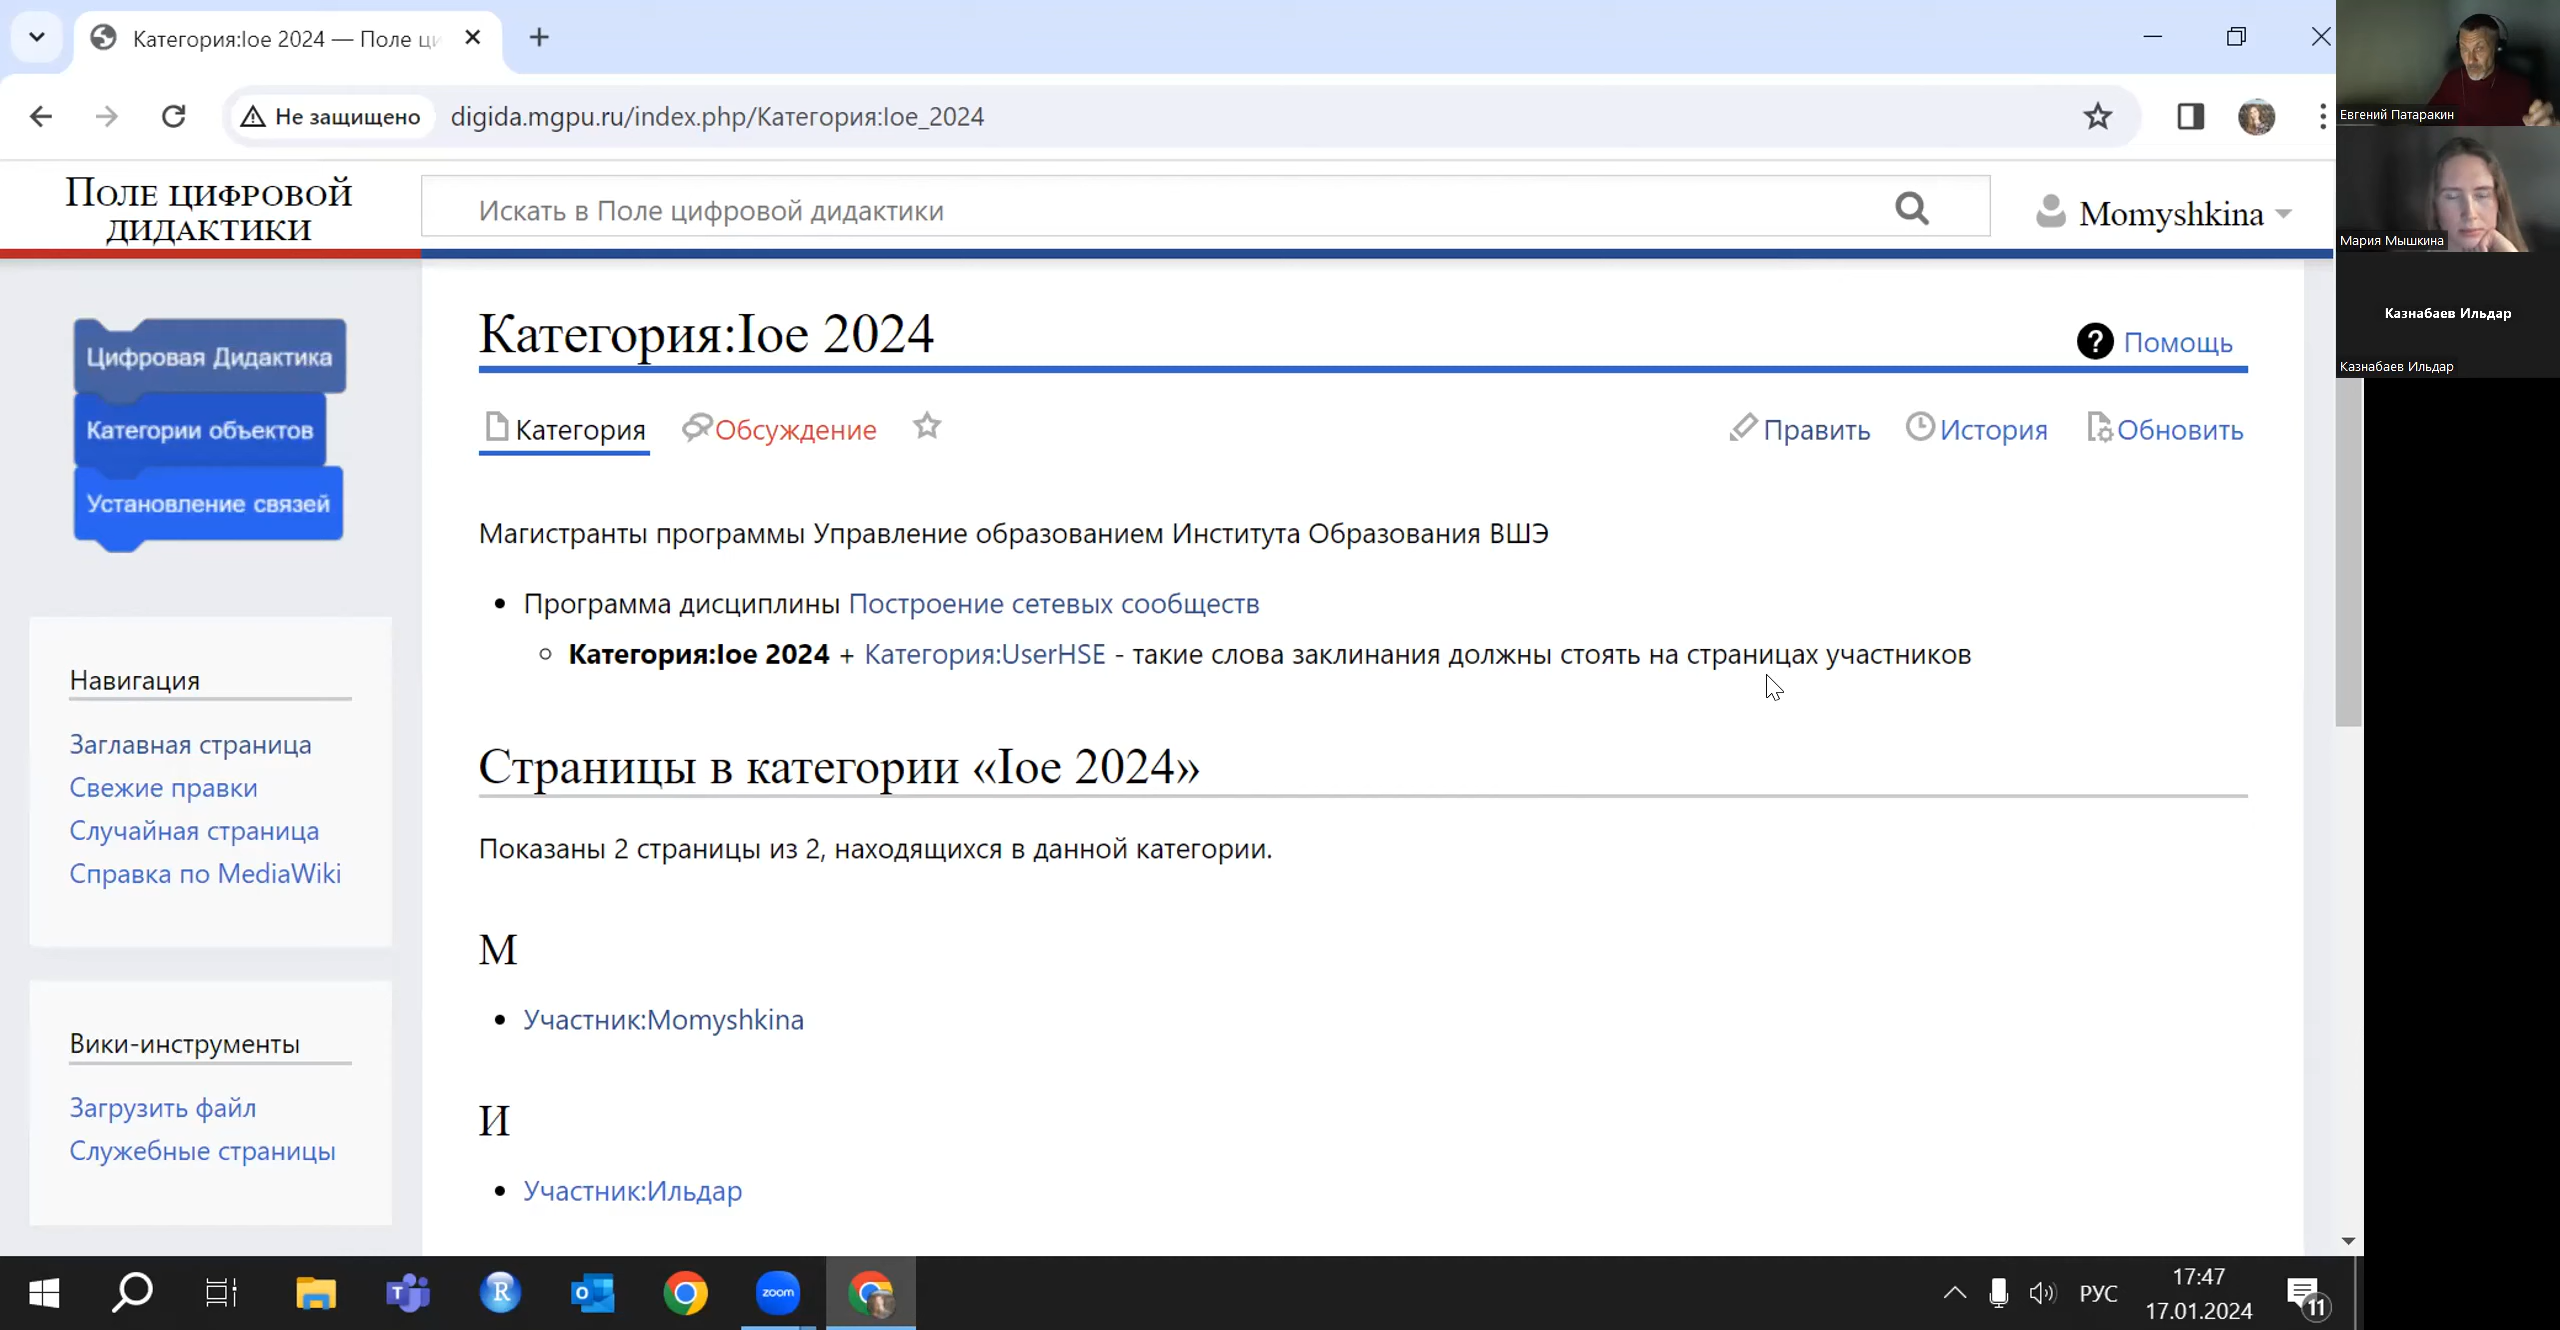 Категория:Ioe 2024 — Поле ци
Не защищено
digida.mgpu.ru/index.php/Категория:Ioe_2024
Поле цифровой
дидактики
Искать в Поле цифровой дидактики
Momyshkina
Евгений Патаракин
Мария Мышкина
Казнабаев Ильдар
Казнабаев Ильдар
Цифровая Дидактика
Категории объектов
Установление связей
Категория:Ioe 2024
? Помощь
Категория
Обсуждение
Править
История
Обновить
Магистранты программы Управление образованием Института Образования ВШЭ
Программа дисциплины Построение сетевых сообществ
Категория:Ioe 2024 + Категория:UserHSE - такие слова заклинания должны стоять на страницах участников
Навигация
Заглавная страница
Свежие правки
Случайная страница
Справка по MediaWiki
Страницы в категории «Ioe 2024»
Показаны 2 страницы из 2, находящихся в данной категории.
M
Участник:Momyshkina
И
Участник:Ильдар
Вики-инструменты
Загрузить файл
Служебные страницы
T
R
O
zoom
РУС
17:47
17.01.2024
11